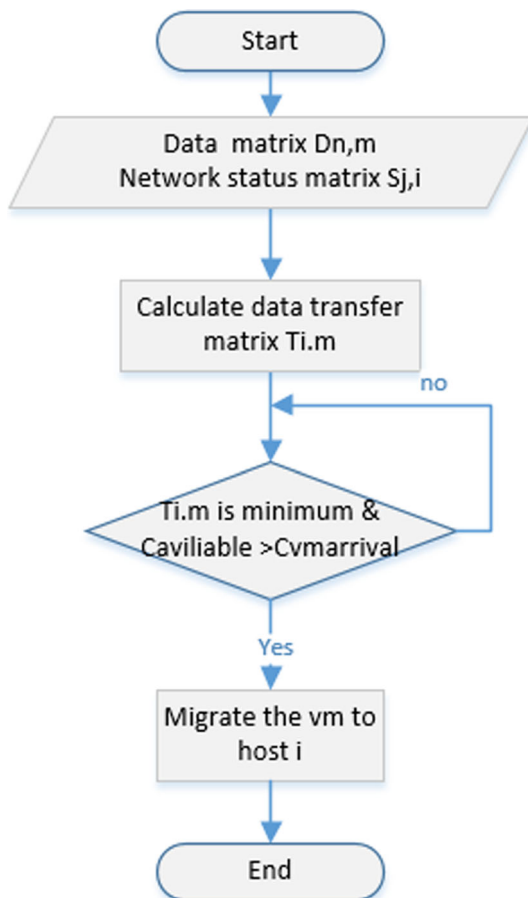 Start
Data matrix Dn,m
Network status matrix Sj,i
Calculate data transfer
matrix Ti.m
no
Ti.m is minimum &
Caviliable >Cvmarrival
Yes
Migrate the vm to
host i
End